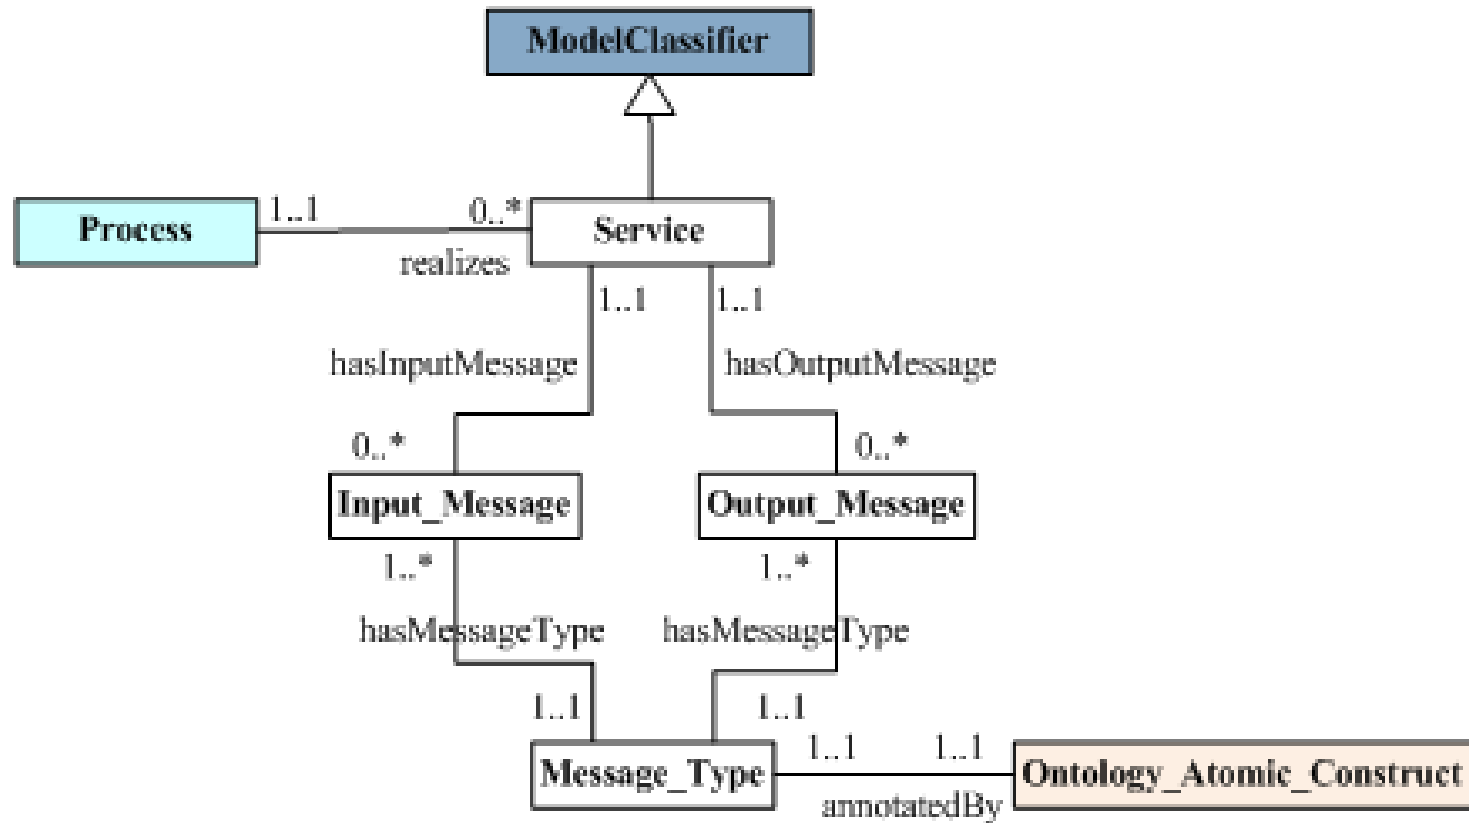 ModelClassifier
Process
1..1
0..*
Service
realizes
1..1
1..1
hasInputMessage
hasOutputMessage
0..*
0..*
Input_Message
Output_Message
1..*
1..*
hasMessageType
hasMessageType
1..1
1..1
Message_Type
1..1
1..1
Ontology_Atomic_Construct
annotatedBy